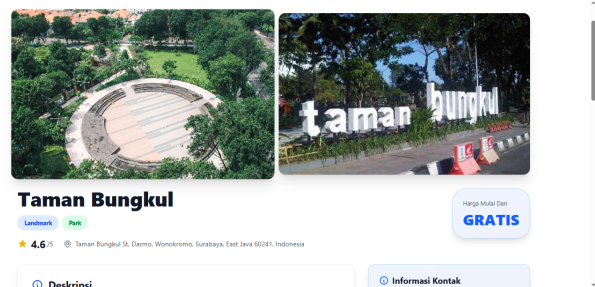 taman bungkul
Taman Bungkul
Landmark Park
4.6 /5 Taman Bungkul St, Darmo, Wonokromo, Surabaya, East Java 60241, Indonesia
Harga Mulai Dari
GRATIS
Deskripsi
Informasi Kontak